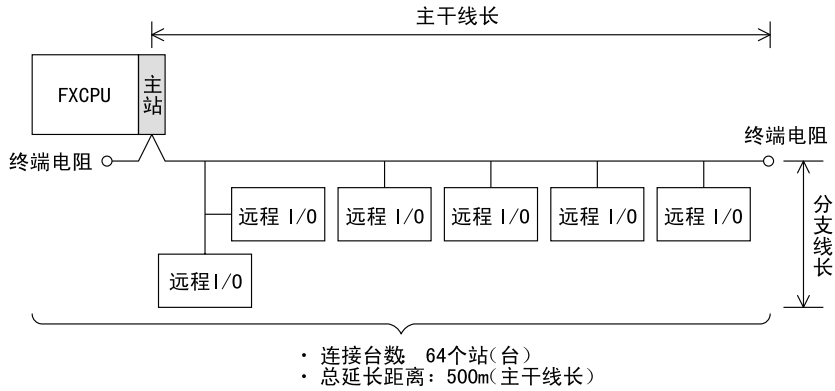 主干线长
FXCPU
主站
终端电阻
终端电阻
远程 I/O
远程 I/O
远程 I/O
远程 I/O
远程 I/O
分支线长
远程I/O
· 连接台数 64个站(台)
· 总延长距离: 500m(主干线长)